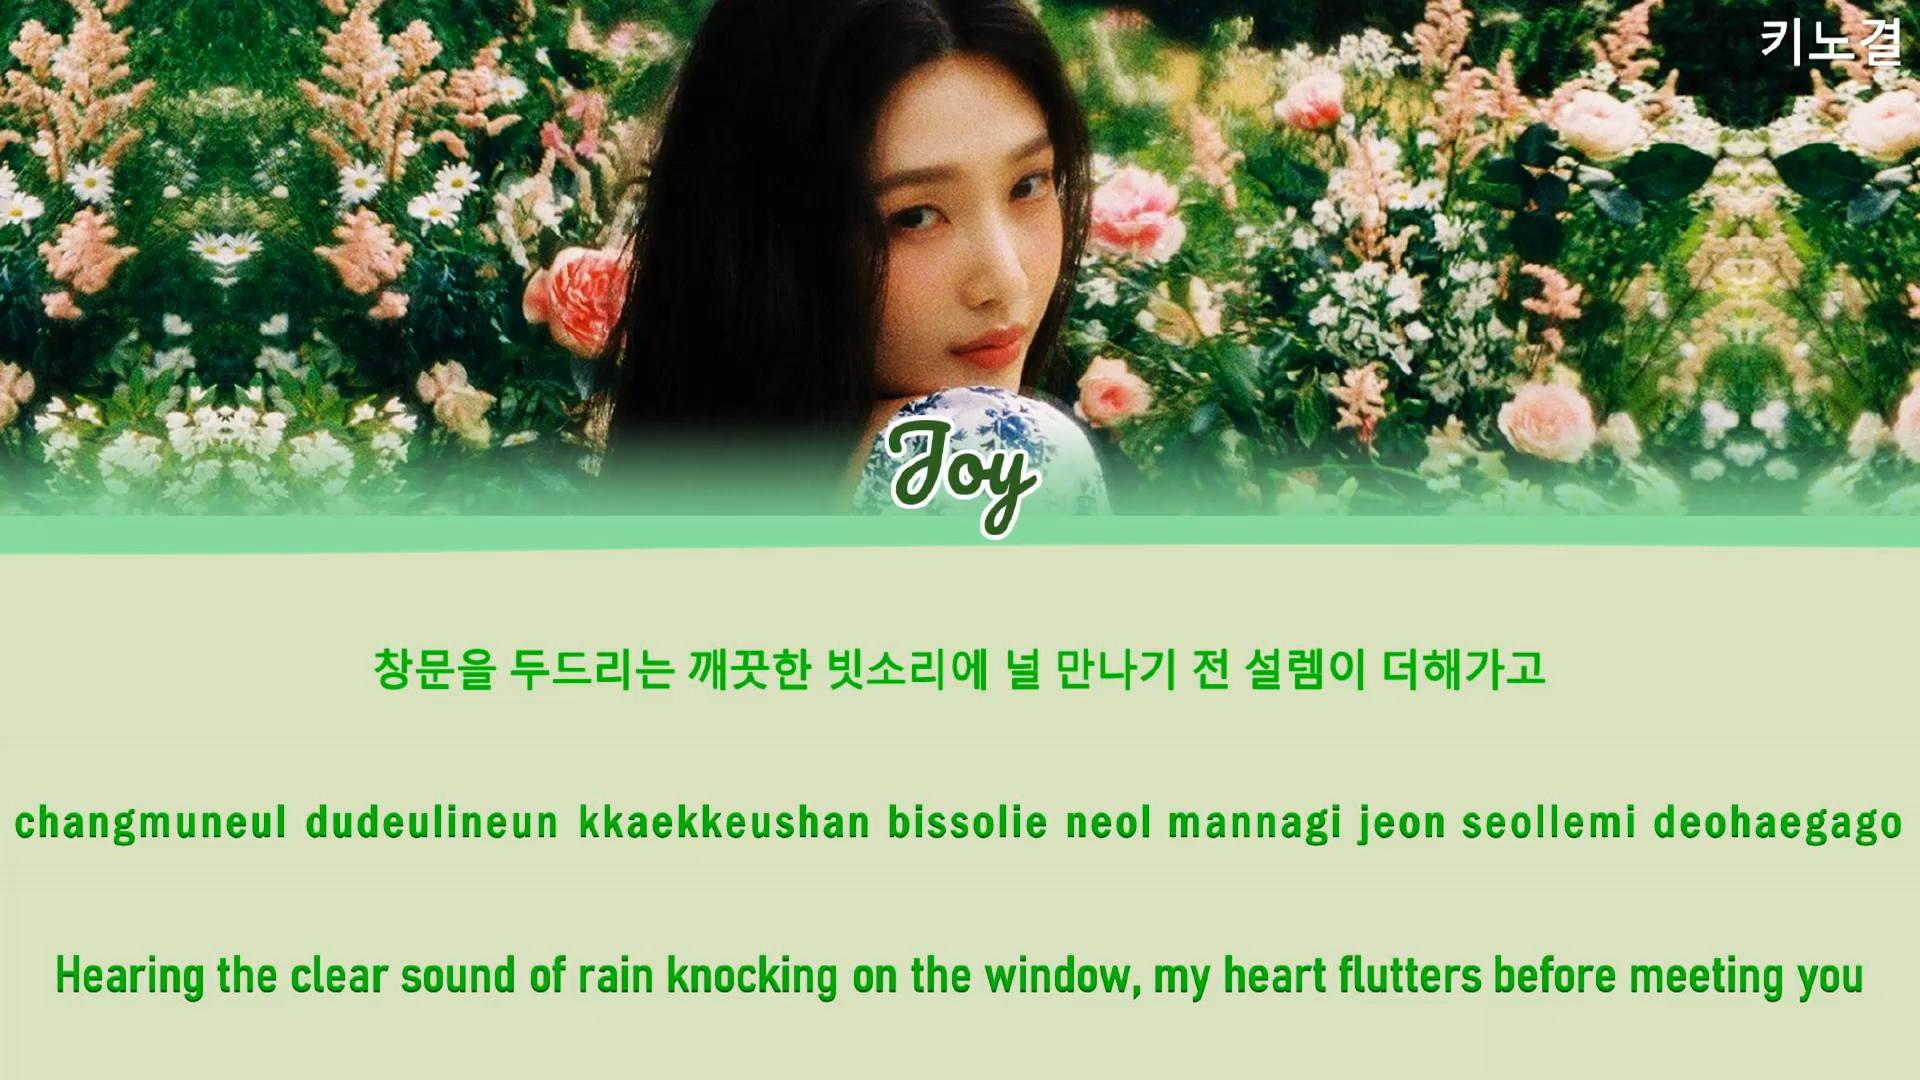 키노결
Joy
창문을 두드리는 깨끗한 빗소리에 널 만나기 전 설렘이 더해가고
changmuneul dudeulineun kkaekkeushan bissolie neol mannagi jeon seollemi deohaegago
Hearing the clear sound of rain knocking on the window, my heart flutters before meeting you